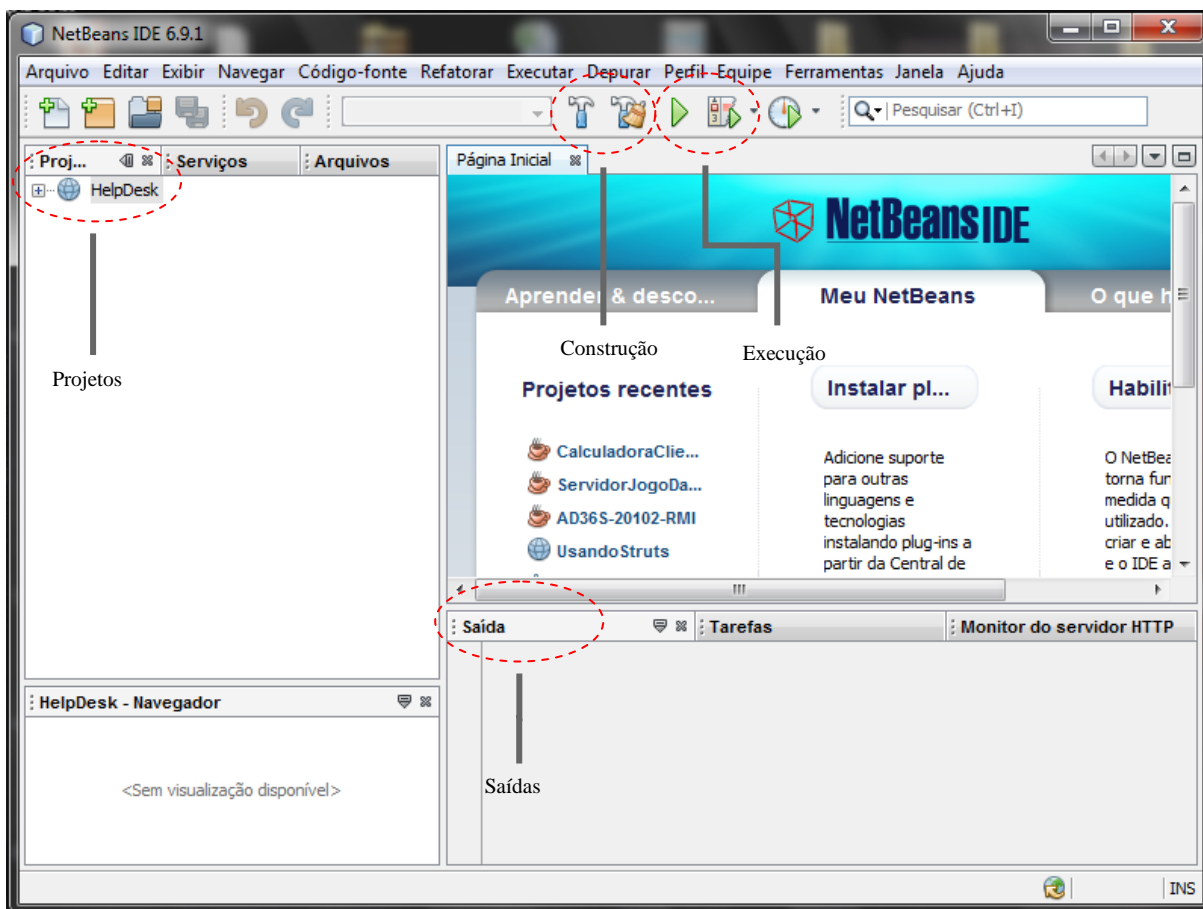 NetBeans IDE 6.9.1
Arquivo Editar Exibir Navegar Código-fonte Refatorar Executar Depurar Perfil Equipe Ferramentas Janela Ajuda
Pesquisar (Ctrl+I)
Proj... Serviços Arquivos
Página Inicial
HelpDesk
NetBeans IDE
Aprender & desco... Meu NetBeans O que h
Construção
Execução
Projetos
Projetos recentes
Instalar pl...
Habilit
CalculadoraClie...
ServidorJogoDa...
AD36S-20102-RMI
UsandoStruts
Adicione suporte
para outras
linguagens e
tecnologias
instalando plug-ins a
partir da Central de
O NetBea
torna fun
medida q
utilizado.
criar e ab
e o IDE a
Saída Tarefas Monitor do servidor HTTP
HelpDesk - Navegador
<Sem visualização disponível>
Saídas
INS